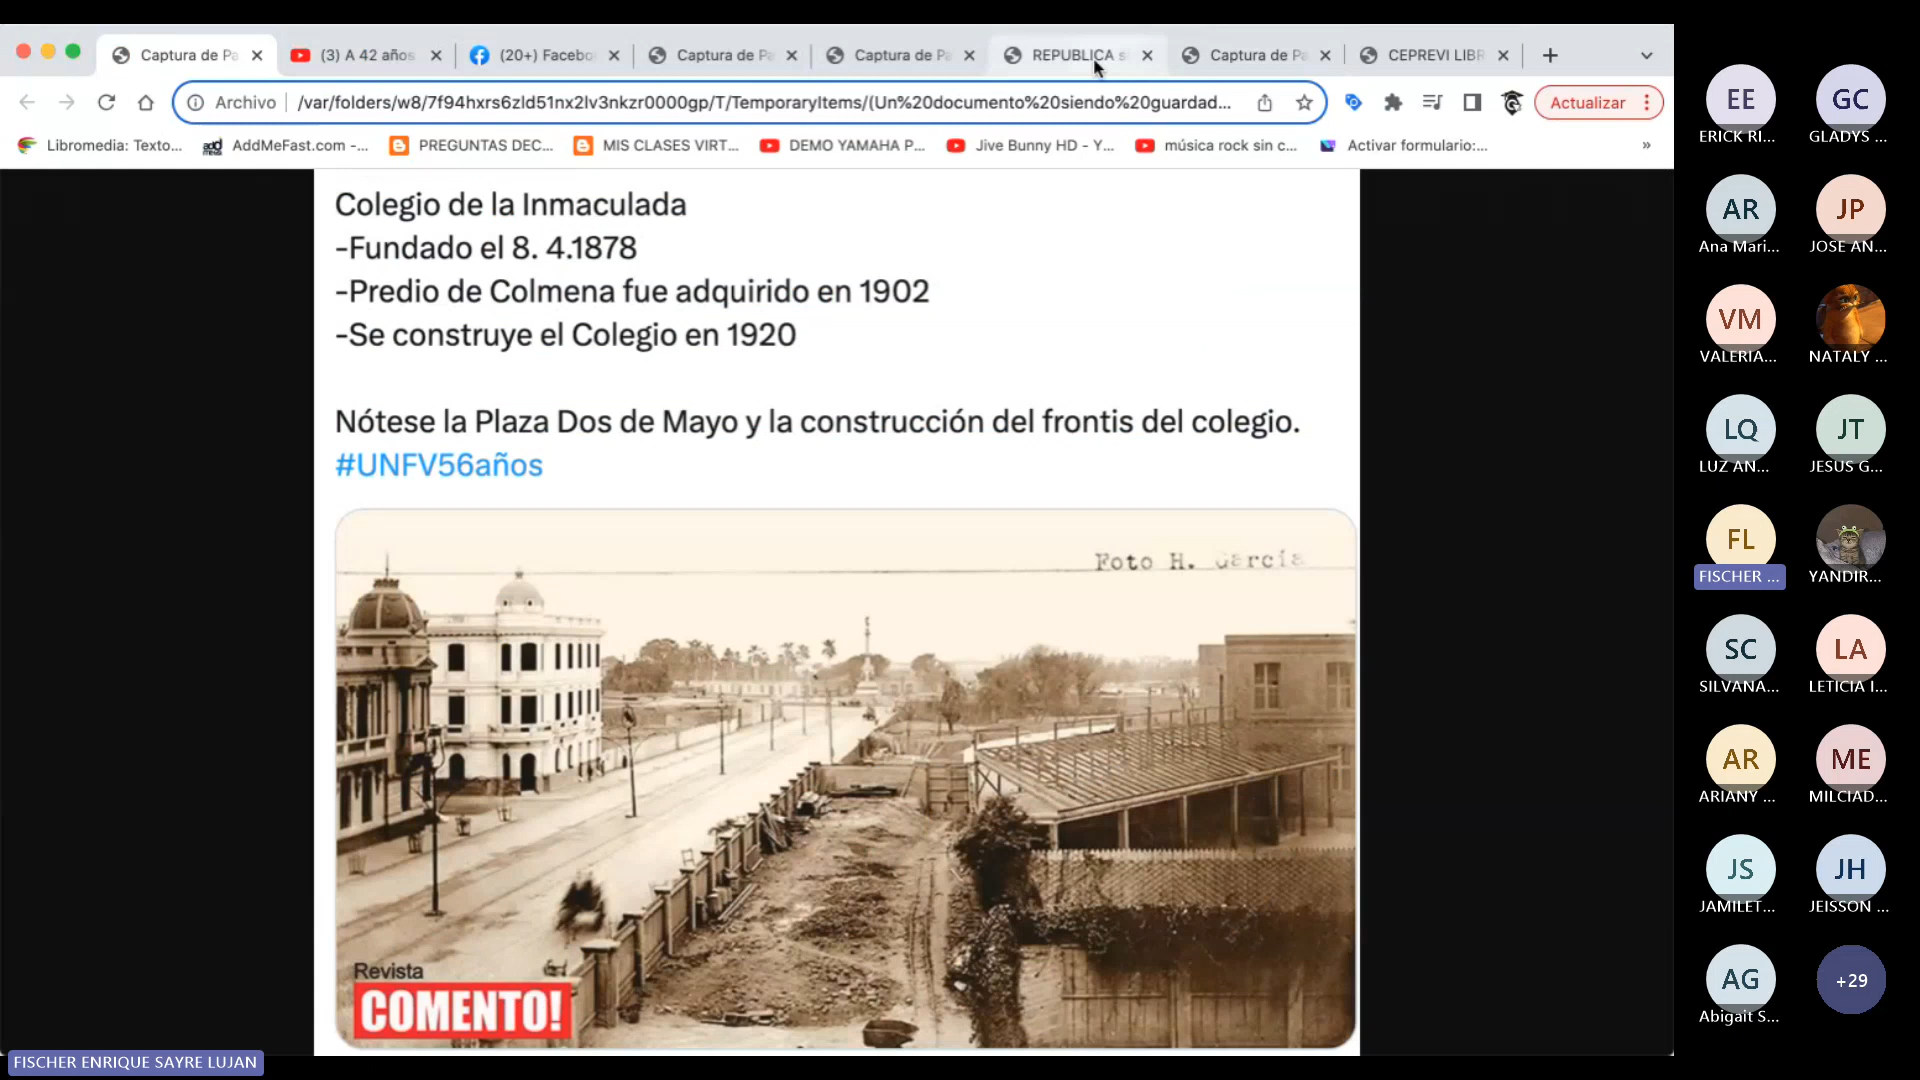 Captura de Pa
(3) A 42 años
(20+) Facebo
Captura de Pa
Captura de Pa
REPUBLICA s
Captura de Pa
CEPREVI LIBR
Archivo
/var/folders/w8/7f94hxrs6zld51nx2lv3nkzr0000gp/T/TemporaryItems/(Un%20documento%20siendo%20guardad...
Actualizar
Libromedia: Texto...
AddMeFast.com -...
PREGUNTAS DEC...
MIS CLASES VIRT...
DEMO YAMAHA P...
Jive Bunny HD - Y...
música rock sin c...
Activar formulario:...
»
Colegio de la Inmaculada
-Fundado el 8. 4.1878
-Predio de Colmena fue adquirido en 1902
-Se construye el Colegio en 1920
Nótese la Plaza Dos de Mayo y la construcción del frontis del colegio.
#UNFV56años
Foto H. García
Revista
COMENTO!
FISCHER ENRIQUE SAYRE LUJAN
EE
ERICK RI...
GC
GLADYS ...
AR
Ana Mari...
JP
JOSE AN...
VM
VALERIA...
NATALY ...
LQ
LUZ AN...
JT
JESUS G...
FL
FISCHER ...
YANDIR...
SC
SILVANA...
LA
LETICIA I...
AR
ARIANY ...
ME
MILCIAD...
JS
JAMILET...
JH
JEISSON ...
AG
Abigait S...
+29